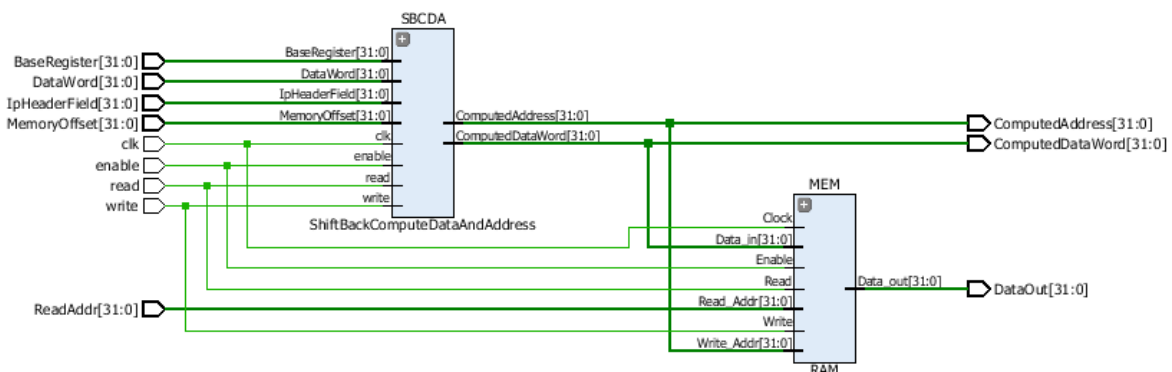 SBCDA
BaseRegister[31:0]
DataWord[31:0]
IpHeaderField[31:0]
MemoryOffset[31:0]
clk
enable
read
write
ReadAddr[31:0]
BaseRegister[31:0]
DataWord[31:0]
IpHeaderField[31:0]
MemoryOffset[31:0]
clk
enable
read
write
ComputedAddress[31:0]
ComputedDataWord[31:0]
ShiftBackComputeDataAndAddress
MEM
Clock
Data_in[31:0]
Enable
Read
Read_Addr[31:0]
Write
Write_Addr[31:0]
Data_out[31:0]
RAM
ComputedAddress[31:0]
ComputedDataWord[31:0]
DataOut[31:0]